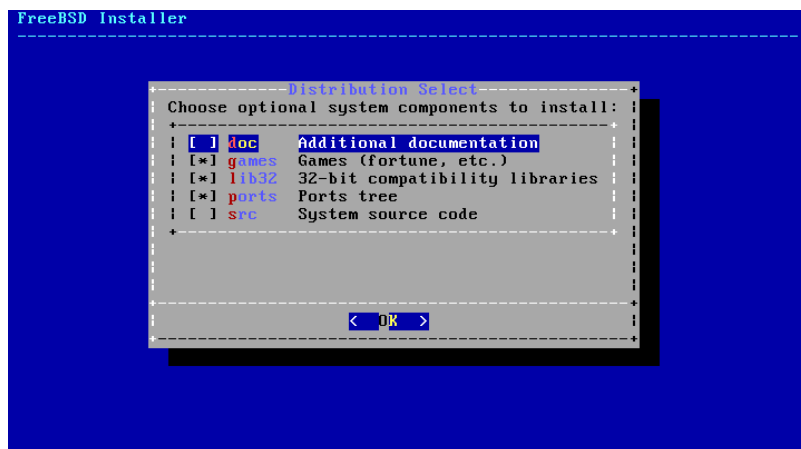 FreeBSD Installer
Distribution Select
Choose optional system components to install:
[ ] doc Additional documentation
[*] games Games (fortune, etc.)
[*] lib32 32-bit compatibility libraries
[*] ports Ports tree
[ ] src System source code
< OK >